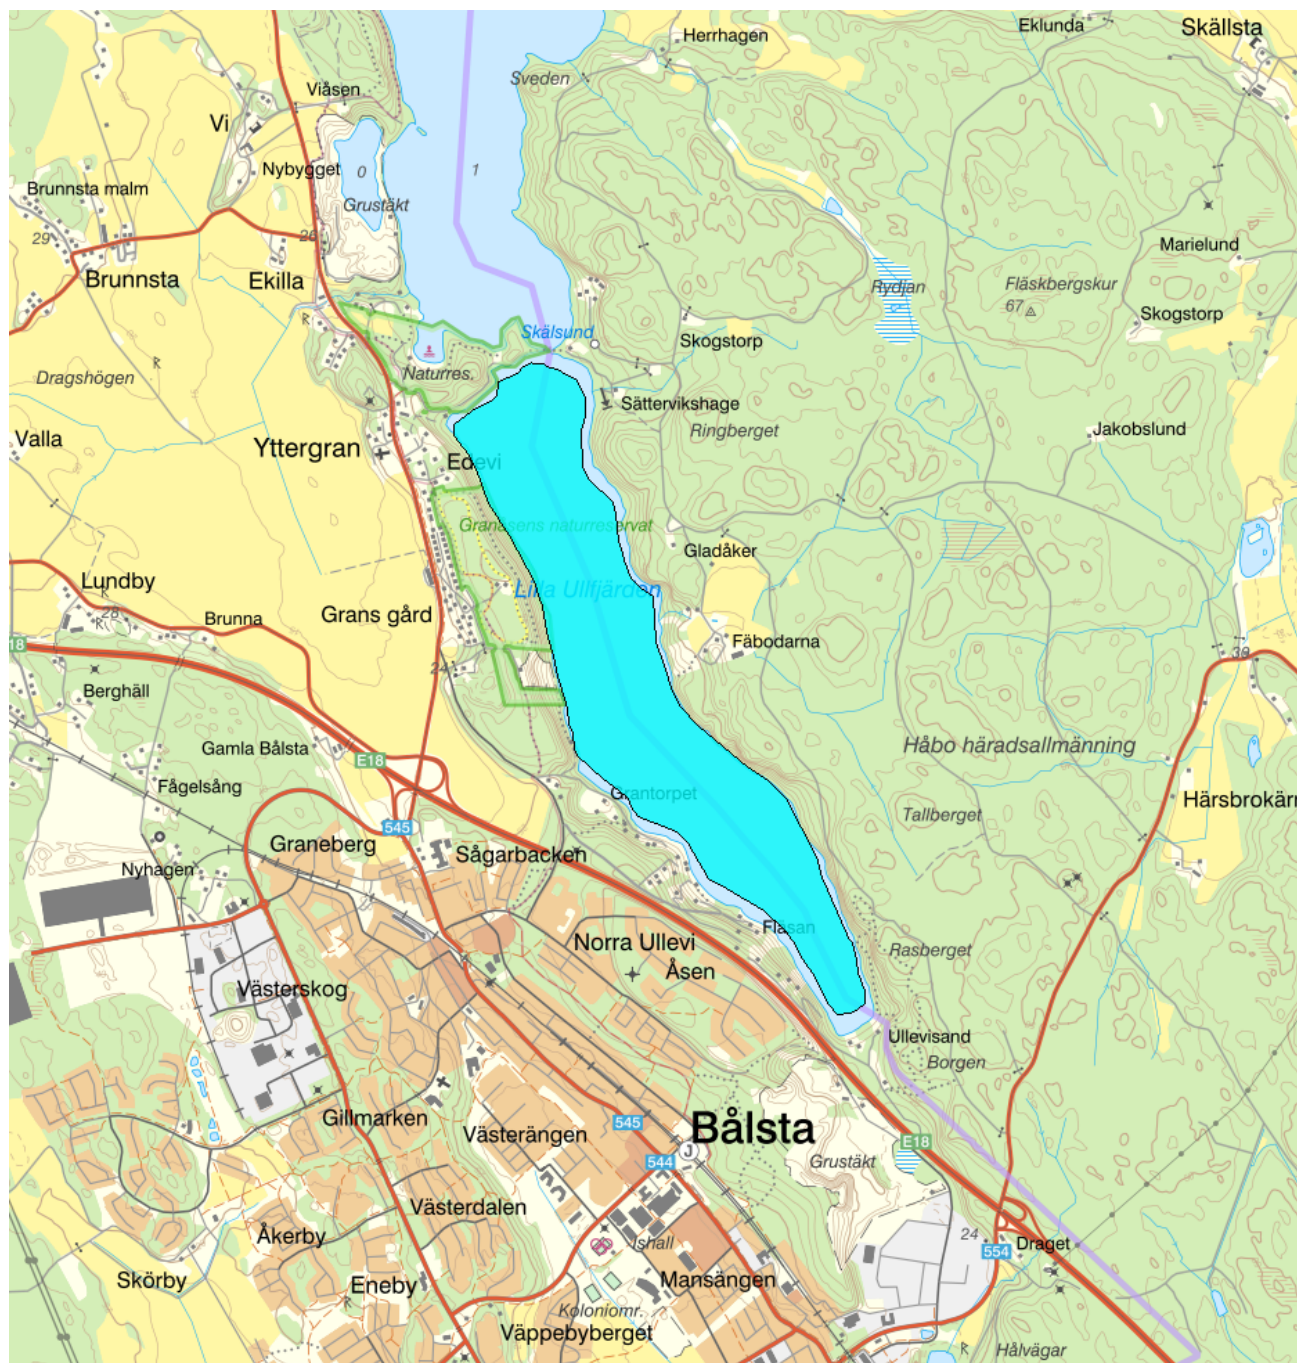 Eklunda
Skällsta
Herrhagen
Sveden
Viåsen
Vi
Nybygget
0
1
Brunnsta malm
Grustäkt
29
26
Marielund
Brunnsta
Ekilla
Rydjan
Fläskbergskur
67
Skogstorp
R
Skälsund
Skogstorp
R
Dragshögen
Naturres.
Sättervikshage
Ringberget
Jakobslund
Valla
Yttergran
Edevi
Granåsens naturreservat
Gladåker
Lundby
Lilla Ullfjärden
R
28
R
Brunna
Grans gård
Fäbodarna
18
30
24
Berghäll
Gamla Bålsta
Håbo häradsallmänning
E18
Fågelsång
Grantorpet
Härsbrokärr
Tallberget
545
Graneberg
Sågarbacken
Nyhagen
Fläsan
Norra Ullevi
Rasberget
Åsen
Västerskog
Ullevisand
Borgen
Gillmarken
545
Bålsta
Västerängen
E18
J
544
Grustäkt
Västerdalen
Åkerby
24
Ishall
Draget
554
Skörby
Eneby
Mansängen
R
Koloniomr.
Väppebyberget
R
Hålvägar